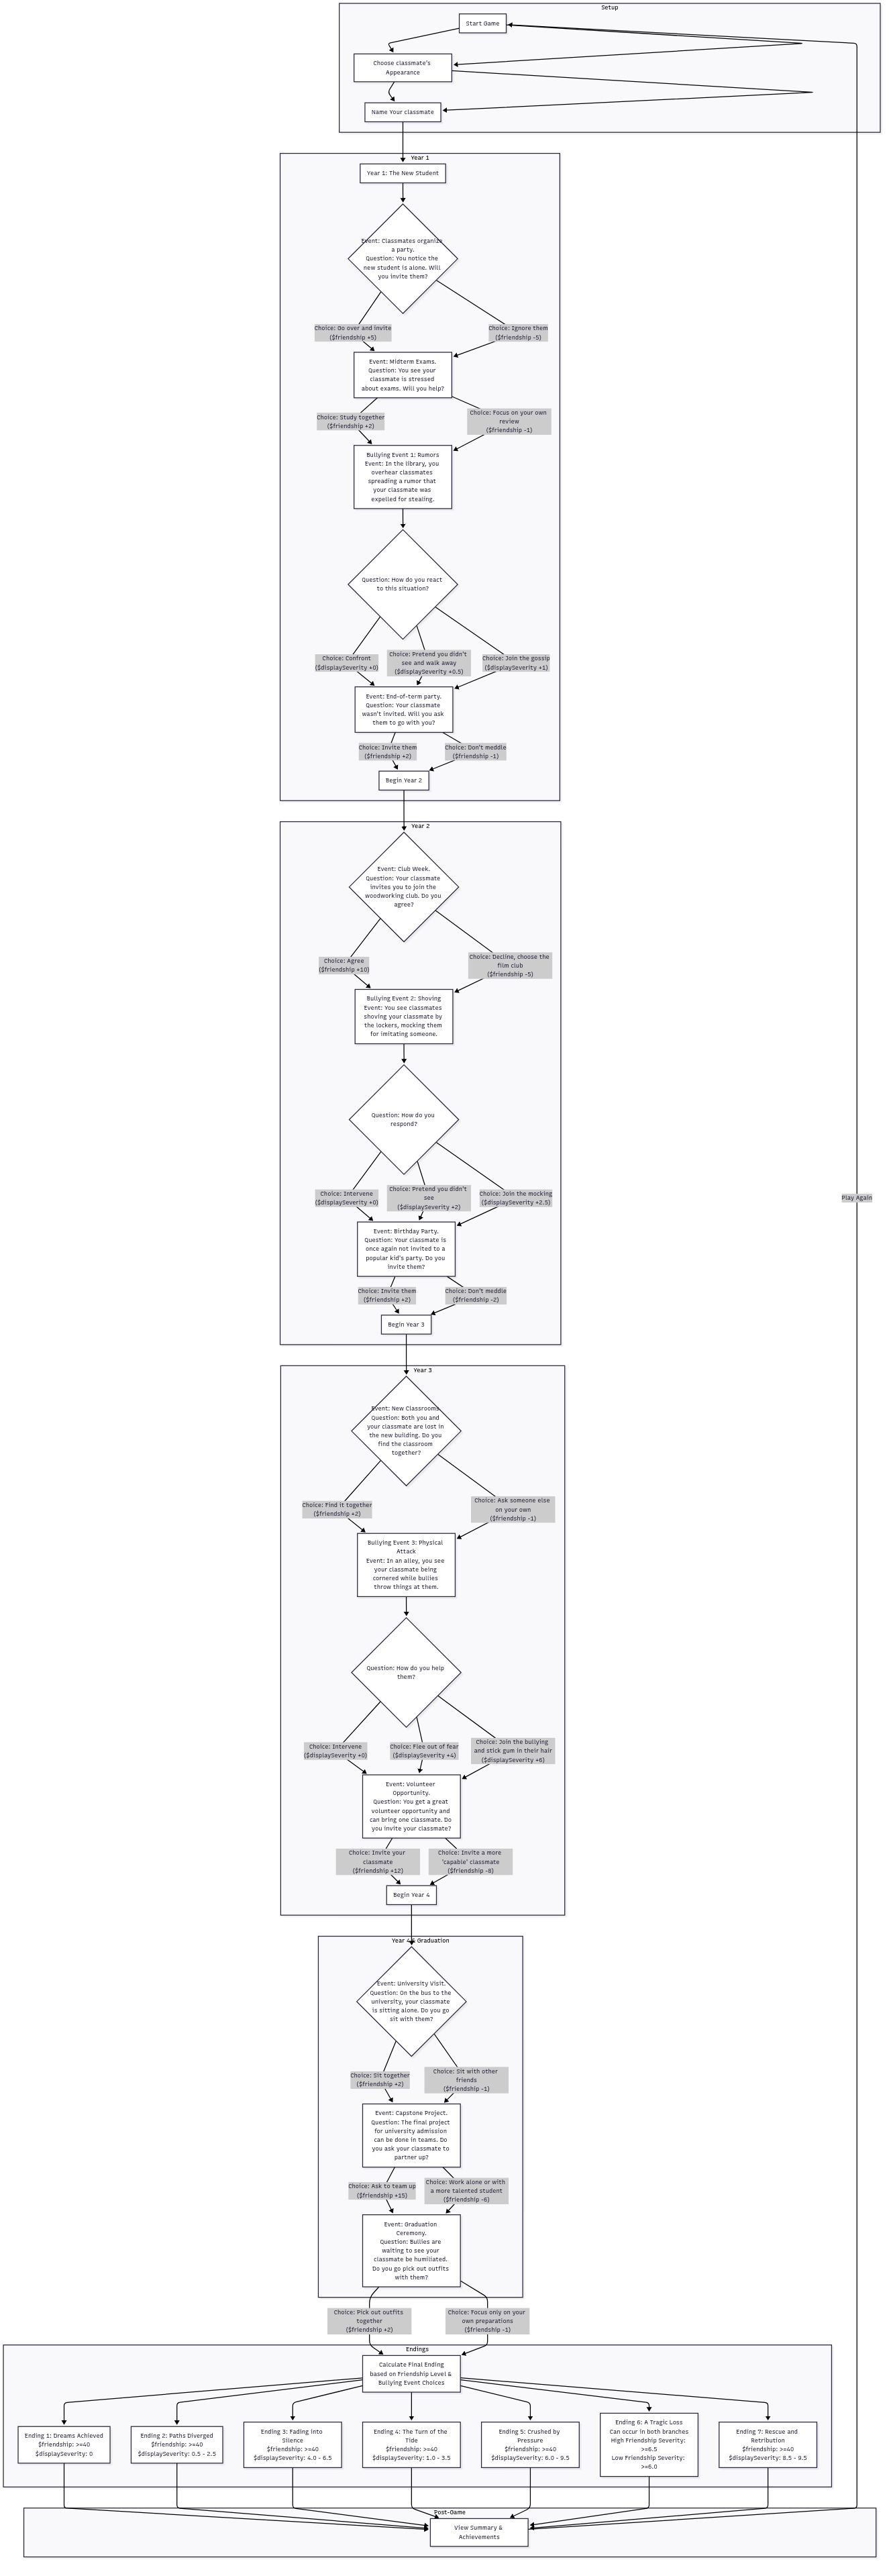 Setup
Start Game
Choose classmate's
Appearance
Name Your classmate
Year 1
Year 1: The New Student
Event: Classmates organize
a party.
Question: You notice the
new student is alone. Will
you invite them?
Choice: Go over and invite
($friendship +5)
Choice: Ignore them
($friendship -5)
Event: Midterm Exams.
Question: You see your
classmate is stressed
about exams. Will you help?
Choice: Study together
($friendship +2)
Choice: Focus on your own
review
($friendship -1)
Bullying Event 1: Rumors
Event: In the library, you
overhear classmates
spreading a rumor that
your classmate was
expelled for stealing.
Question: How do you react
to this situation?
Choice: Confront
($displaySeverity +0)
Choice: Pretend you didn't
see and walk away
($displaySeverity +0.5)
Choice: Join the gossip
($displaySeverity +1)
Event: End-of-term party.
Question: Your classmate
wasn't invited. Will you ask
them to go with you?
Choice: Invite them
($friendship +2)
Choice: Don't meddle
($friendship -1)
Begin Year 2
Year 2
Event: Club Week.
Question: Your classmate
invites you to join the
woodworking club. Do you
agree?
Choice: Agree
($friendship +10)
Choice: Decline, choose the
film club
($friendship -5)
Bullying Event 2: Shoving
Event: You see classmates
shoving your classmate by
the lockers, mocking them
for imitating someone.
Question: How do you
respond?
Choice: Intervene
($displaySeverity +0)
Choice: Pretend you didn't
see
($displaySeverity +2)
Choice: Join the mocking
($displaySeverity +2.5)
Play Again
Event: Birthday Party.
Question: Your classmate is
once again not invited to a
popular kid's party. Do you
invite them?
Choice: Invite them
($friendship +2)
Choice: Don't meddle
($friendship -2)
Begin Year 3
Year 3
Event: New Classrooms.
Question: Both you and
your classmate are lost in
the new building. Do you
find the classroom
together?
Choice: Find it together
($friendship +2)
Choice: Ask someone else
on your own
($friendship -1)
Bullying Event 3: Physical
Attack
Event: In an alley, you see
your classmate being
cornered while bullies
throw things at them.
Question: How do you help
them?
Choice: Intervene
($displaySeverity +0)
Choice: Flee out of fear
($displaySeverity +4)
Choice: Join the bullying
and stick gum in their hair
($displaySeverity +6)
Event: Volunteer
Opportunity.
Question: You get a great
volunteer opportunity and
can bring one classmate. Do
you invite your classmate?
Choice: Invite your
classmate
($friendship +12)
Choice: Invite a more
'capable' classmate
($friendship -8)
Begin Year 4
Year 4 & Graduation
Event: University Visit.
Question: On the bus to the
university, your classmate
is sitting alone. Do you go
sit with them?
Choice: Sit together
($friendship +2)
Choice: Sit with other
friends
($friendship -1)
Event: Capstone Project.
Question: The final project
for university admission
can be done in teams. Do
you ask your classmate to
partner up?
Choice: Ask to team up
($friendship +15)
Choice: Work alone or with
a more talented student
($friendship -6)
Event: Graduation
Ceremony.
Question: Bullies are
waiting to see your
classmate be humiliated.
Do you go pick out outfits
with them?
Choice: Pick out outfits
together
($friendship +2)
Choice: Focus only on your
own preparations
($friendship -1)
Endings
Calculate Final Ending
based on Friendship Level &
Bullying Event Choices
Ending 1: Dreams Achieved
$friendship: >=40
$displaySeverity: 0
Ending 2: Paths Diverged
$friendship: >=40
$displaySeverity: 0.5 - 2.5
Ending 3: Fading into
Silence
$friendship: >=40
$displaySeverity: 4.0 - 6.5
Ending 4: The Turn of the
Tide
$friendship: >=40
$displaySeverity: 1.0 - 3.5
Ending 5: Crushed by
Pressure
$friendship: >=40
$displaySeverity: 6.0 - 9.5
Ending 6: A Tragic Loss
Can occur in both branches
High Friendship Severity:
>=6.5
Low Friendship Severity:
>=6.0
Ending 7: Rescue and
Retribution
$friendship: >=40
$displaySeverity: 8.5 - 9.5
Post-Game
View Summary &
Achievements